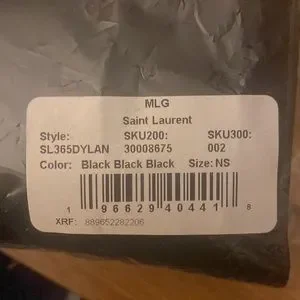 MLG
Saint Laurent
Style: SKU200: SKU300:
SL365DYLAN 30008675 002
Color: Black Black Black Size: NS
1 96629 40441 8
XRF: 889652282206